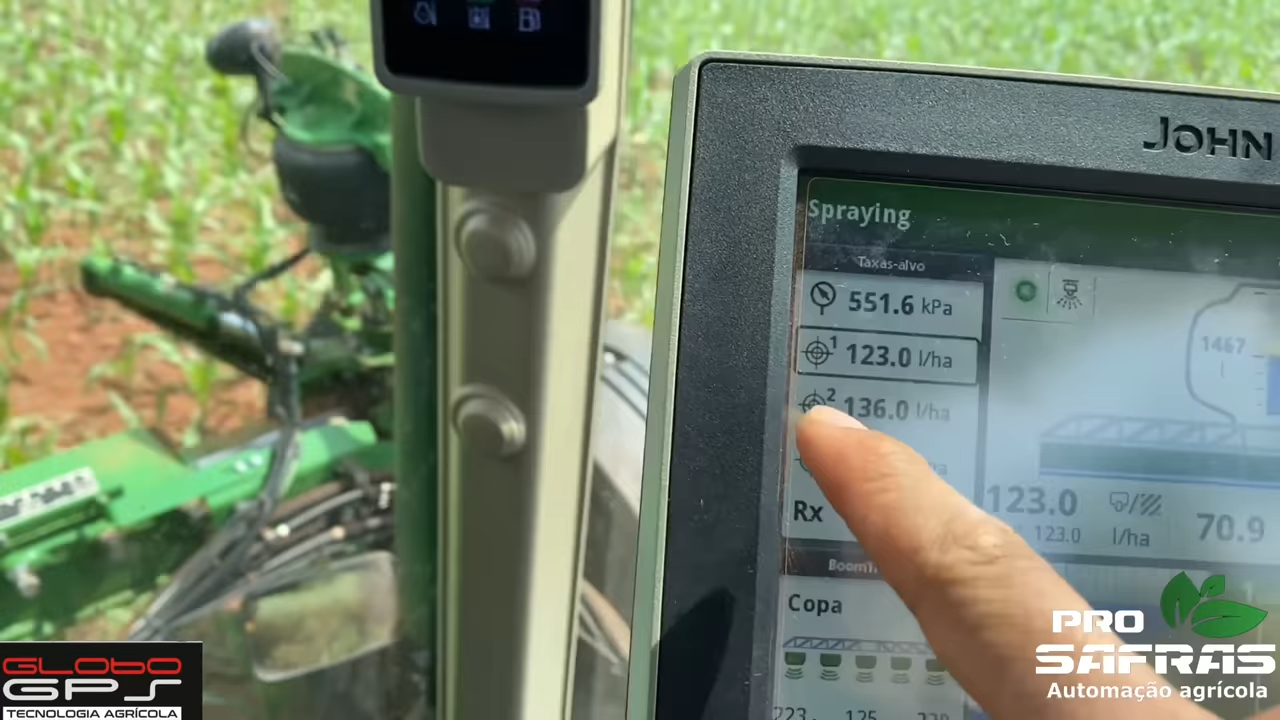 JOHN
Spraying
Taxas-alvo
551.6 kPa
1 123.0 l/ha
2 136.0 l/ha
Rx
1467
123.0
123.0 l/ha
70.9
Copa
125
PRO
SAFRAS
Automação agrícola
GLOBO
GPS
TECNOLOGIA AGRÍCOLA